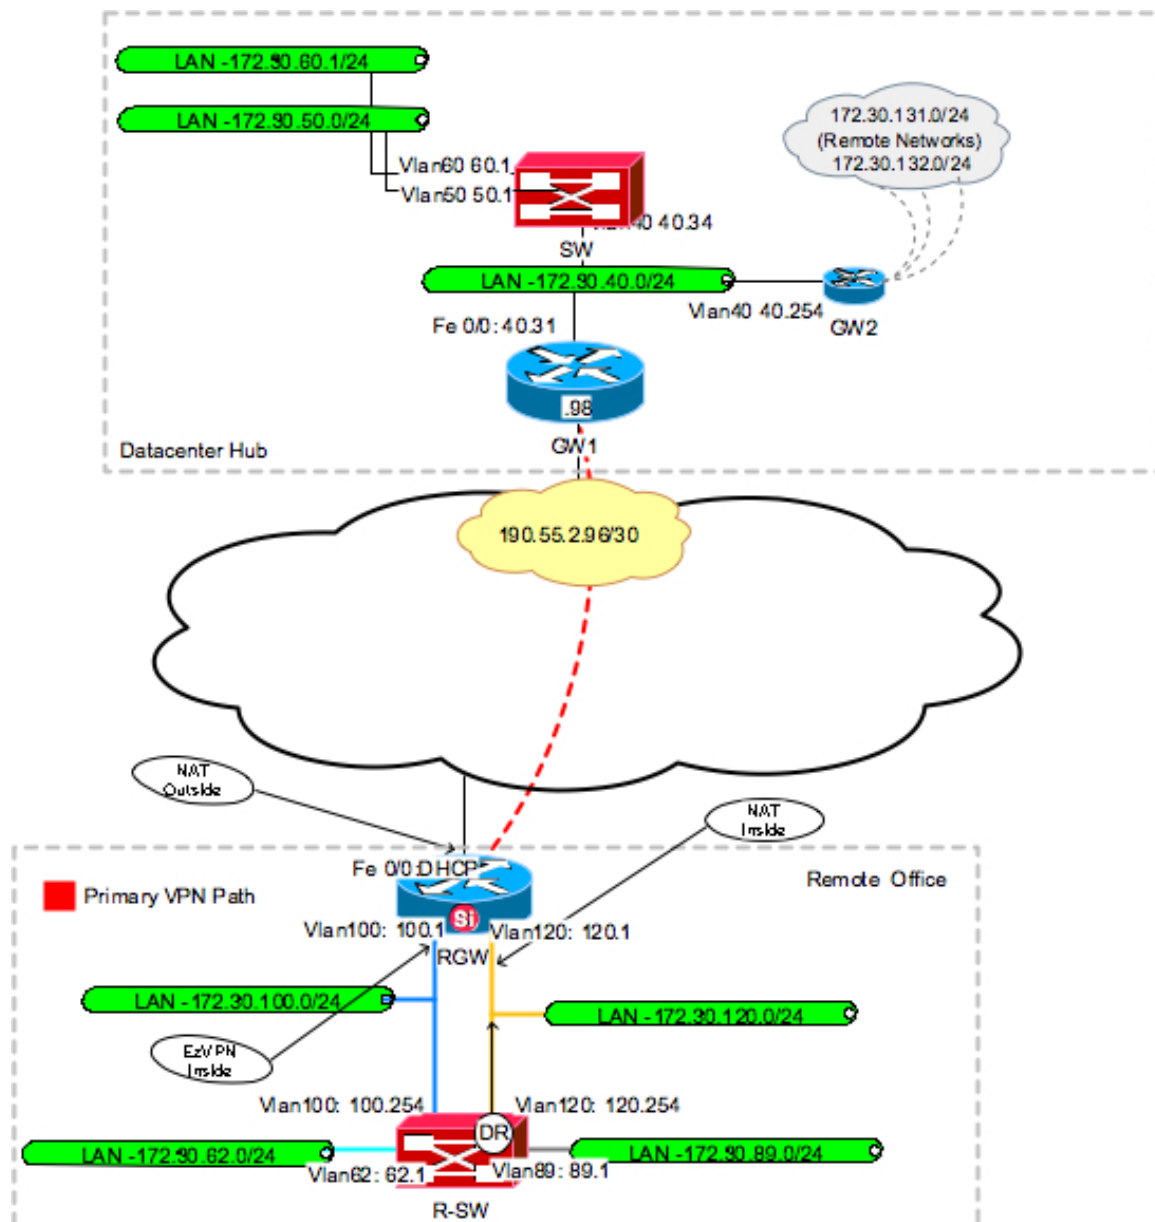 LAN -172.30.60.1/24
LAN -172.30.50.0/24
172.30.131.0/24
(Remote Networks)
172.30.132.0/24
Vlan60 60.1
Vlan50 50.1
40 40.34
SW
LAN -172.30.40.0/24
Vlan40 40.254
GW2
Fe 0/0: 40.31
.98
GW1
Datacenter Hub
190.55.2.96/30
NAT
Outside
NAT
Inside
Fe 0/0:DHCP
Remote Office
Primary VPN Path
Si
Vlan100: 100.1
Vlan120: 120.1
RGW
LAN -172.30.100.0/24
LAN -172.30.120.0/24
EzVPN
Inside
Vlan100: 100.254
Vlan120: 120.254
DR
LAN -172.30.62.0/24
LAN -172.30.89.0/24
Vlan62: 62.1
Vlan89: 89.1
R-SW